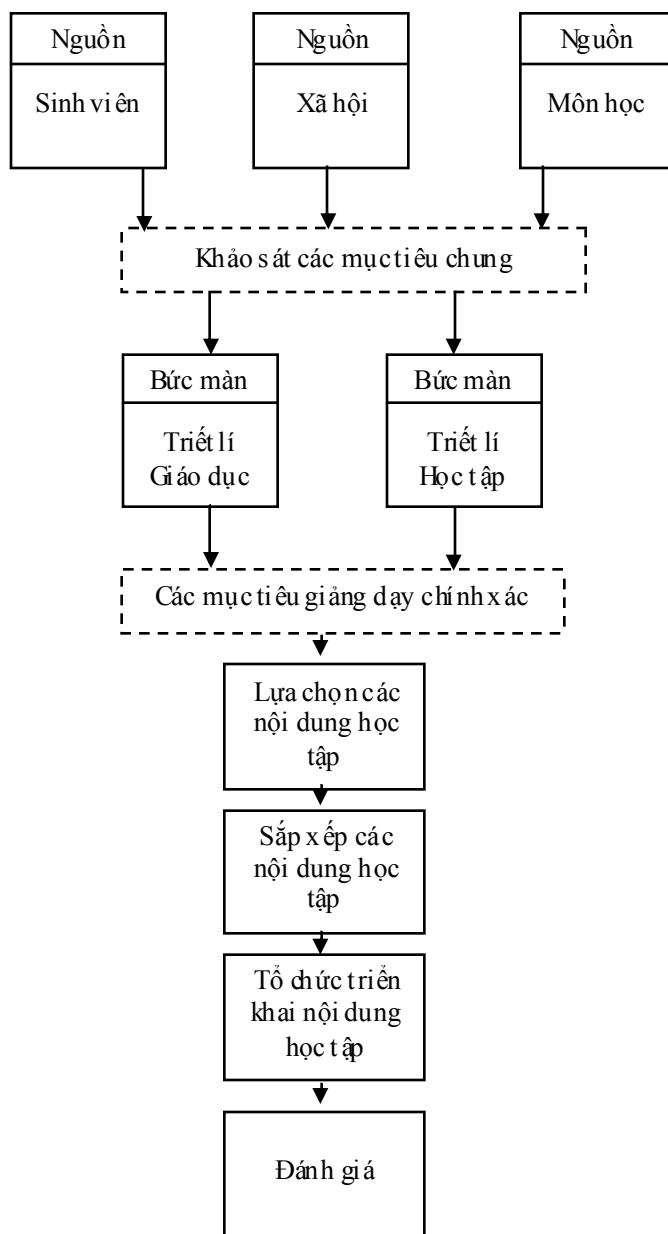 Nguồn
Sinh viên
Nguồn
Xã hội
Nguồn
Môn học
Khảo sát các mục tiêu chung
Bức màn
Triết lí
Giáo dục
Bức màn
Triết lí
Học tập
Các mục tiêu giảng dạy chính xác
Lựa chọn các
nội dung học
tập
Sắp xếp các
nội dung học
tập
Tổ chức triển
khai nội dung
học tập
Đánh giá